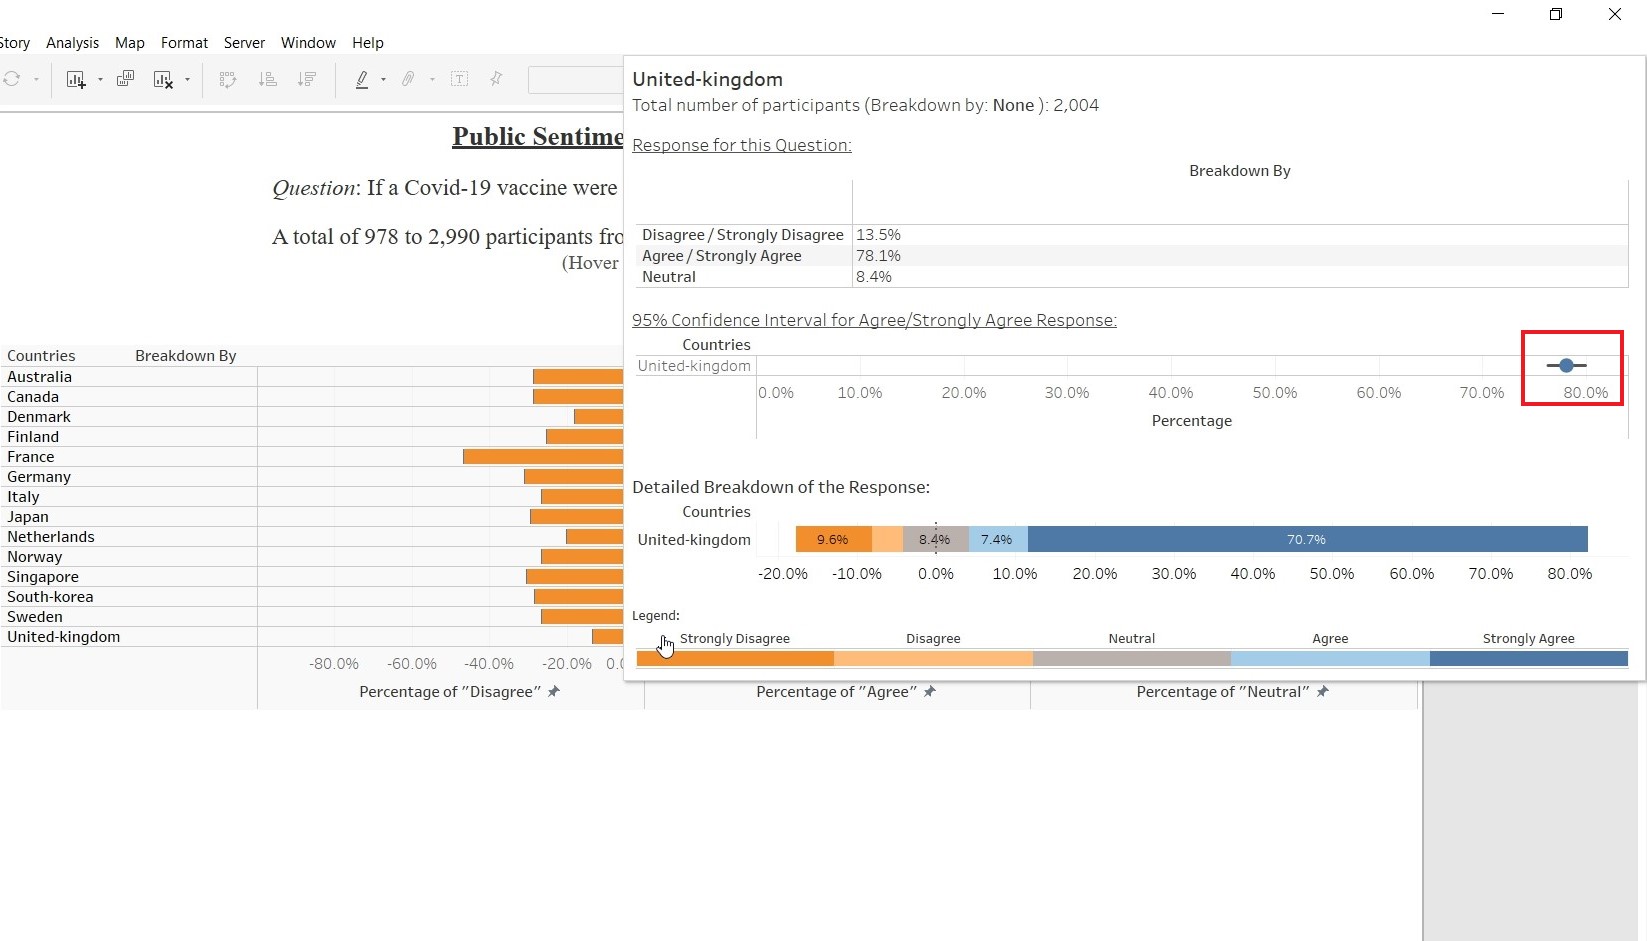 Story Analysis Map Format Server Window Help
Public Sentime
Question: If a Covid-19 vaccine were
A total of 978 to 2,990 participants fro
(Hover
Countries Breakdown By
Australia
Canada
Denmark
Finland
France
Germany
Italy
Japan
Netherlands
Norway
Singapore
South-korea
Sweden
United-kingdom
-80.0% -60.0% -40.0% -20.0% 0.0
Percentage of "Disagree" Percentage of "Agree" Percentage of "Neutral"
United-kingdom
Total number of participants (Breakdown by: None ): 2,004
Response for this Question:
Breakdown By
Disagree / Strongly Disagree 13.5%
Agree / Strongly Agree 78.1%
Neutral 8.4%
95% Confidence Interval for Agree/Strongly Agree Response:
Countries
United-kingdom
0.0% 10.0% 20.0% 30.0% 40.0% 50.0% 60.0% 70.0% 80.0%
Percentage
Detailed Breakdown of the Response:
Countries
United-kingdom 9.6% 8.4% 7.4% 70.7%
-20.0% -10.0% 0.0% 10.0% 20.0% 30.0% 40.0% 50.0% 60.0% 70.0% 80.0%
Legend:
Strongly Disagree Disagree Neutral Agree Strongly Agree